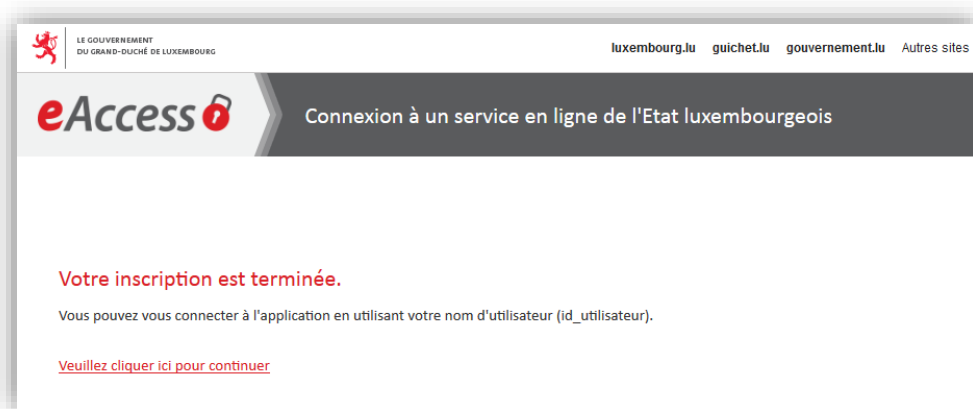 LE GOUVERNEMENT
DU GRAND-DUCHÉ DE LUXEMBOURG
luxembourg.lu guichet.lu gouvernement.lu Autres sites
eAccess
Connexion à un service en ligne de l'Etat luxembourgeois
Votre inscription est terminée.
Vous pouvez vous connecter à l'application en utilisant votre nom d'utilisateur (id_utilisateur).
Veuillez cliquer ici pour continuer